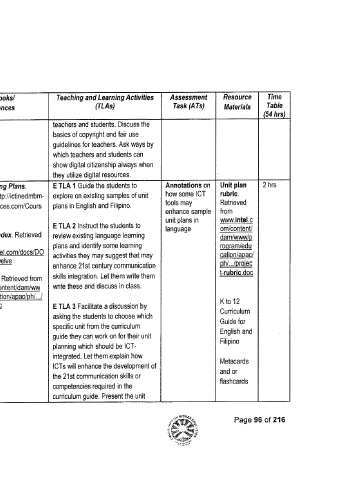 ooks/
nces
Teaching and Learning Activities
(TLAs)
Assessment
Task (ATs)
Resource
Materials
Time
Table
(54 hrs)
teachers and students. Discuss the
basics of copyright and fair use
guidelines for teachers. Ask ways by
which teachers and students can
show digital citizenship always when
they utilize digital resources.
ng Plans.
tp://ictinedmbm-
ces.com/Cours
ndex. Retrieved
tel.com/docs/DO
welve
Retrieved from
ontent/dam/ww
ation/apac/ph/.../
E TLA 1 Guide the students to
explore on existing samples of unit
plans in English and Filipino.
E TLA 2 Instruct the students to
review existing language learning
plans and identify some learning
activities they may suggest that may
enhance 21st century communication
skills integration. Let them write them
write these and discuss in class.
E TLA 3 Facilitate a discussion by
asking the students to choose which
specific unit from the curriculum
guide they can work on for their unit
planning which should be ICT-
integrated. Let them explain how
ICTs will enhance the development of
the 21st communication skills or
competencies required in the
curriculum guide. Present the unit
Annotations on
how some ICT
tools may
enhance sample
unit plans in
language
Unit plan
rubric.
Retrieved
from
www.intel.c
om/content/
dam/www/p
rogram/edu
cation/apac/
ph/.../projec
t-rubric.doc
K to 12
Curriculum
Guide for
English and
Filipino
Metacards
and or
flashcards
2 hrs
Page 96 of 216